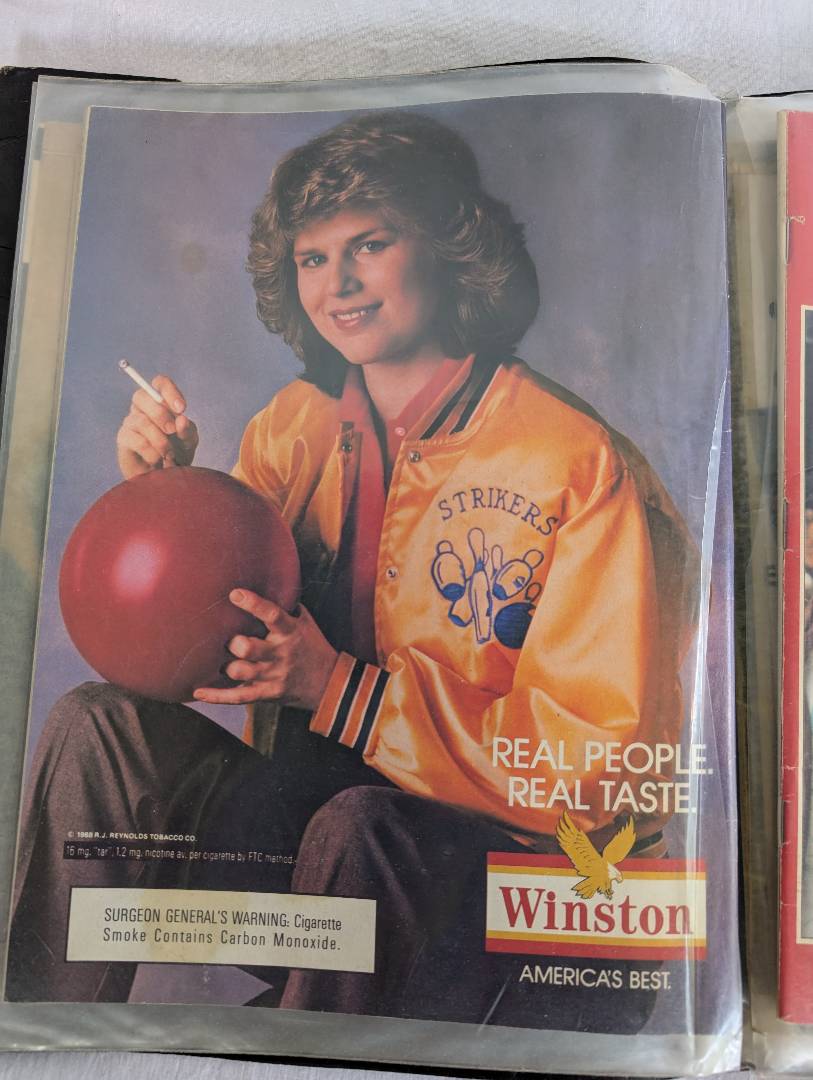 STRIKERS
REAL PEOPLE.
REAL TASTE.
© 1988 R.J. REYNOLDS TOBACCO CO.
16 mg. "tar", 1.2 mg. nicotine av. per cigarette by FTC method.
SURGEON GENERAL'S WARNING: Cigarette
Smoke Contains Carbon Monoxide.
Winston
AMERICA'S BEST.